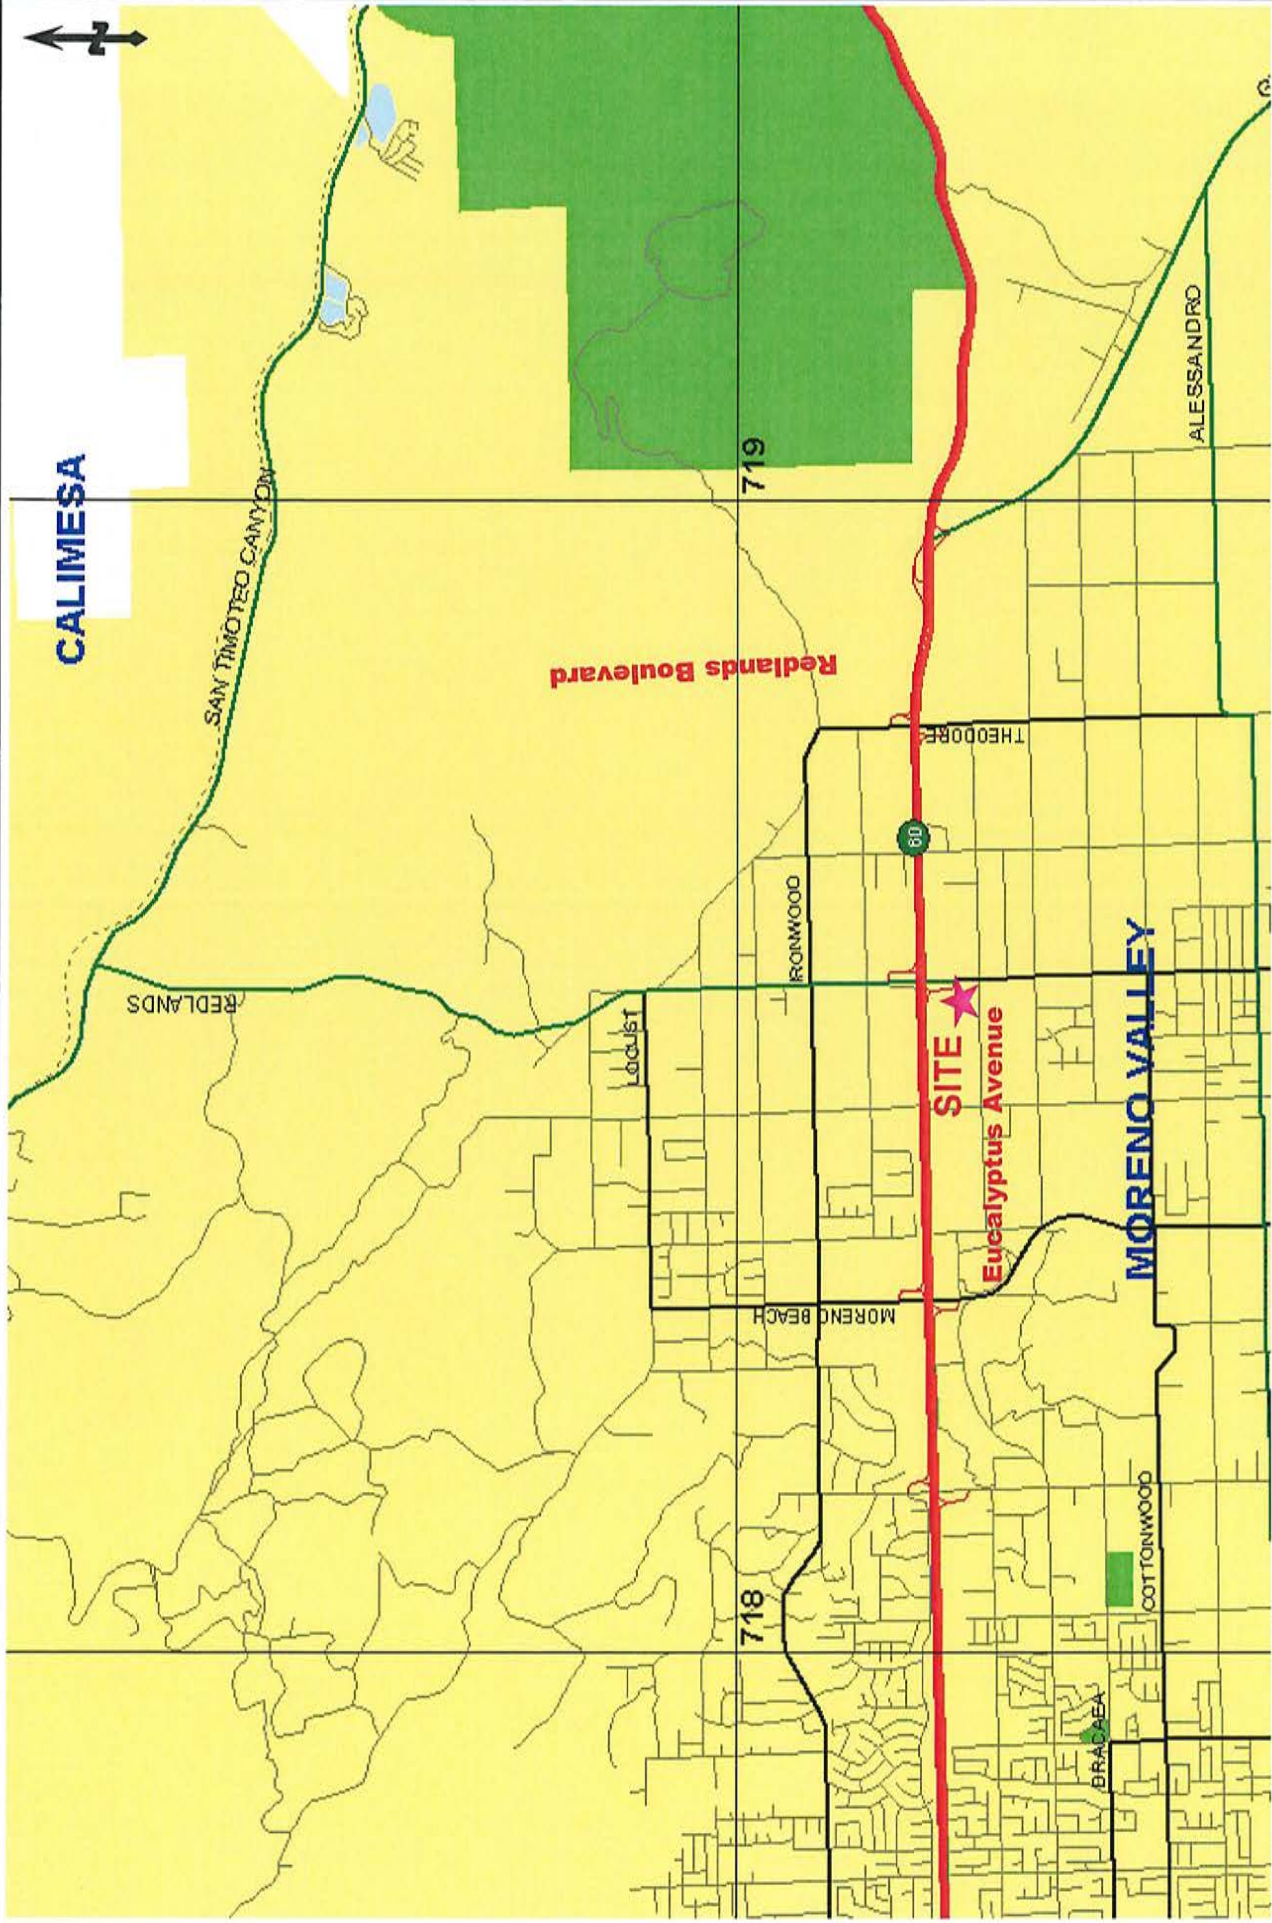 N
CALIMESA
SAN TIMOTEO CANYON
REDLANDS
Redlands Boulevard
719
LOCUST
IRONWOOD
60
THEODORE
ALESSANDRO
SITE
Eucalyptus Avenue
MORENO BEACH
MORENO VALLEY
718
COTTONWOOD
DRACAEA